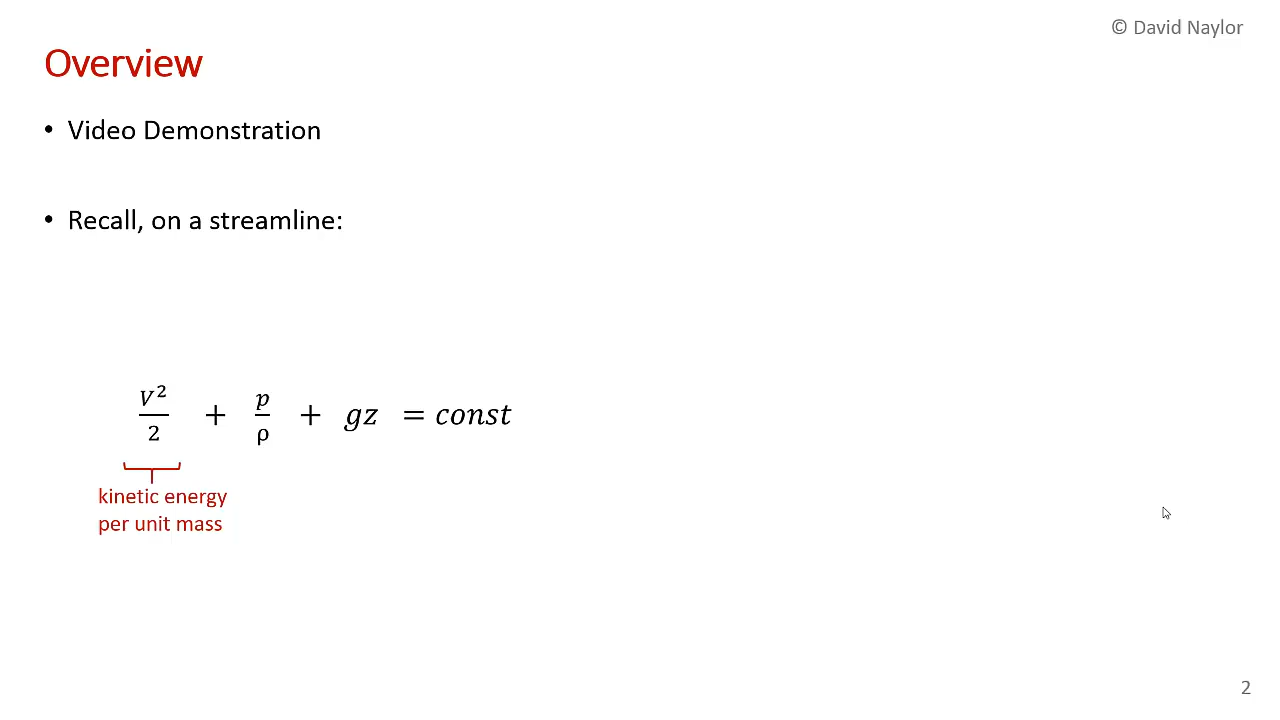 © David Naylor
Overview
• Video Demonstration
• Recall, on a streamline:
V²/2 + p/ρ + gz = const
kinetic energy
per unit mass
2